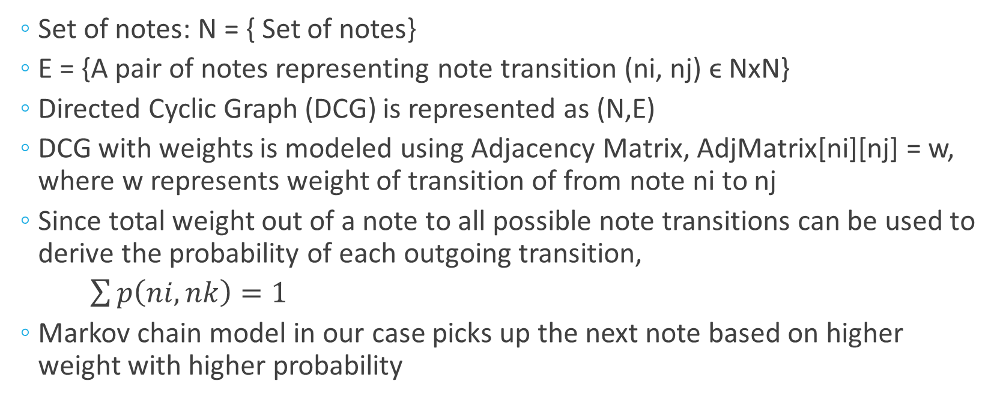 ◦ Set of notes: N = { Set of notes}
◦ E = {A pair of notes representing note transition (ni, nj) ϵ NxN}
◦ Directed Cyclic Graph (DCG) is represented as (N,E)
◦ DCG with weights is modeled using Adjacency Matrix, AdjMatrix[ni][nj] = w,
where w represents weight of transition of from note ni to nj
◦ Since total weight out of a note to all possible note transitions can be used to
derive the probability of each outgoing transition,
∑ p(ni, nk) = 1
◦ Markov chain model in our case picks up the next note based on higher
weight with higher probability